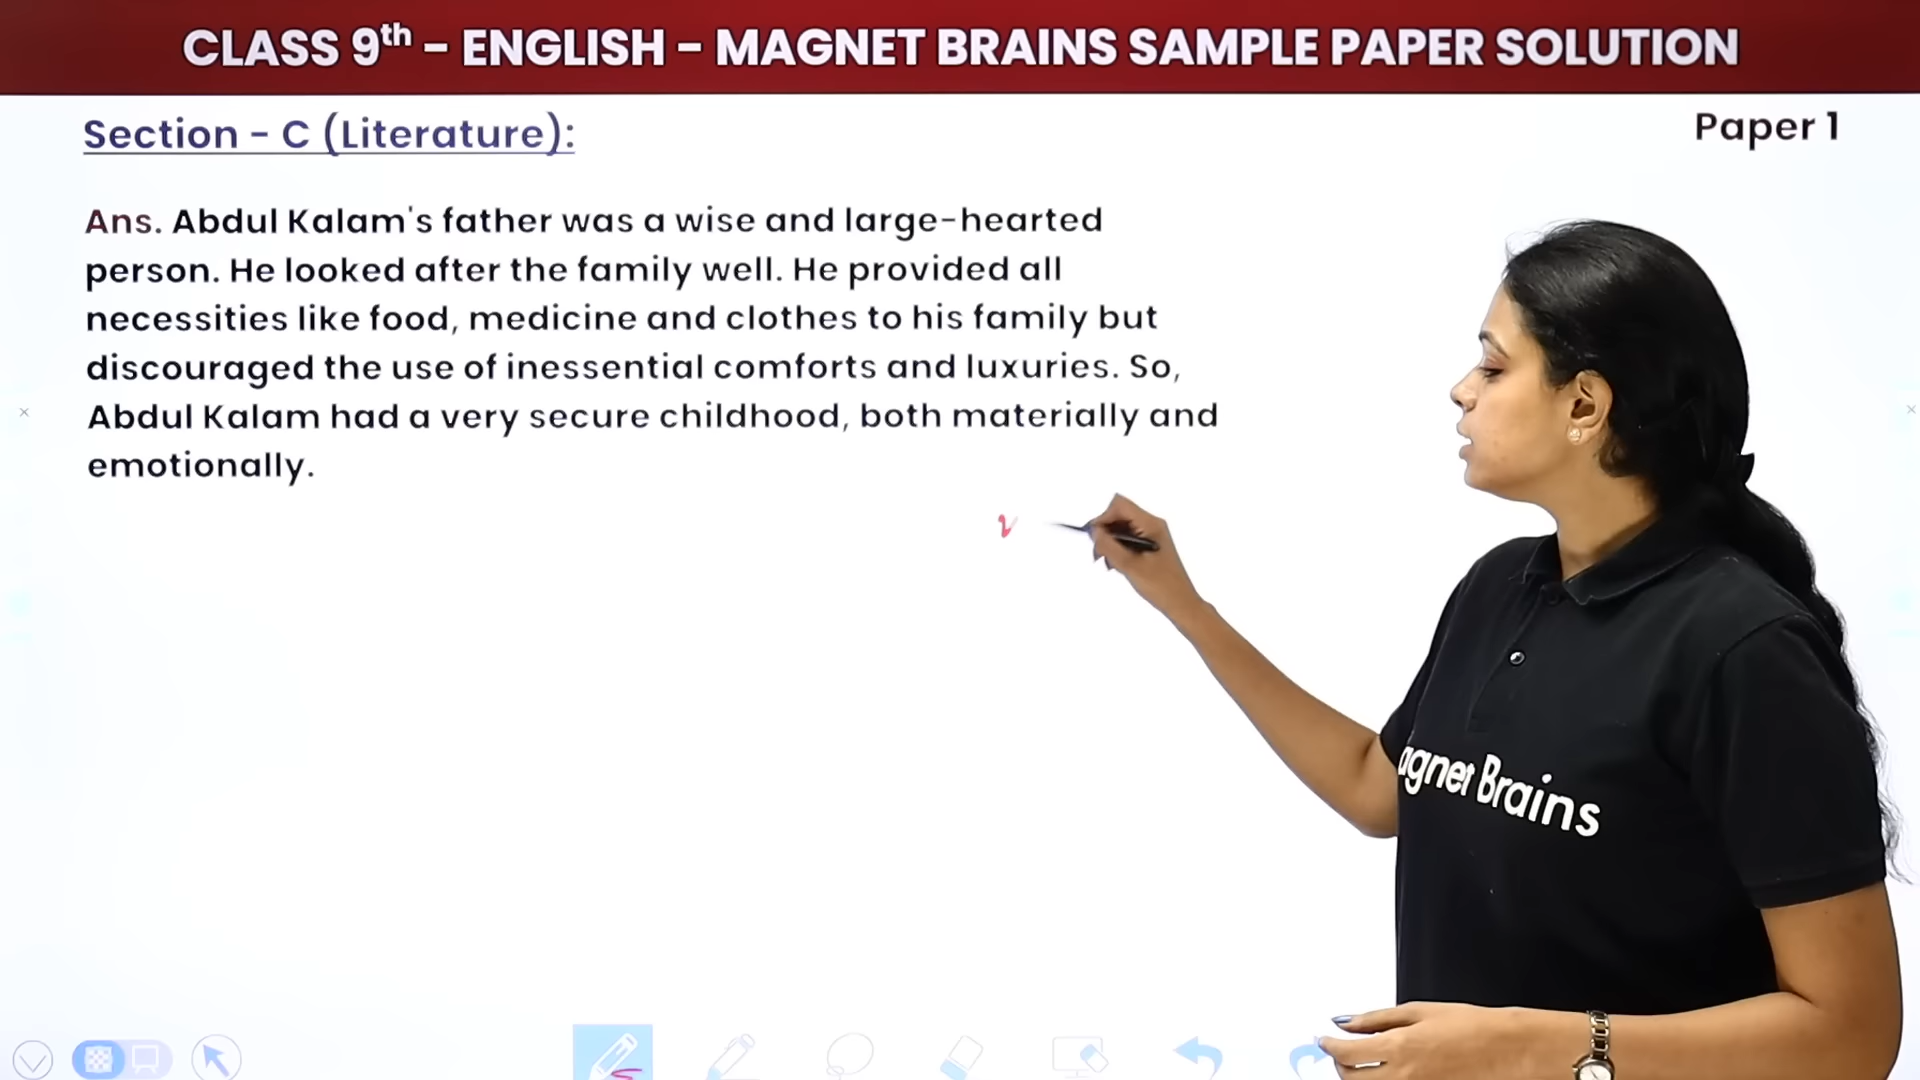 CLASS 9th – ENGLISH – MAGNET BRAINS SAMPLE PAPER SOLUTION
Section - C (Literature):
Paper 1
Ans. Abdul Kalam's father was a wise and large-hearted
person. He looked after the family well. He provided all
necessities like food, medicine and clothes to his family but
discouraged the use of inessential comforts and luxuries. So,
Abdul Kalam had a very secure childhood, both materially and
emotionally.
agnet Brains